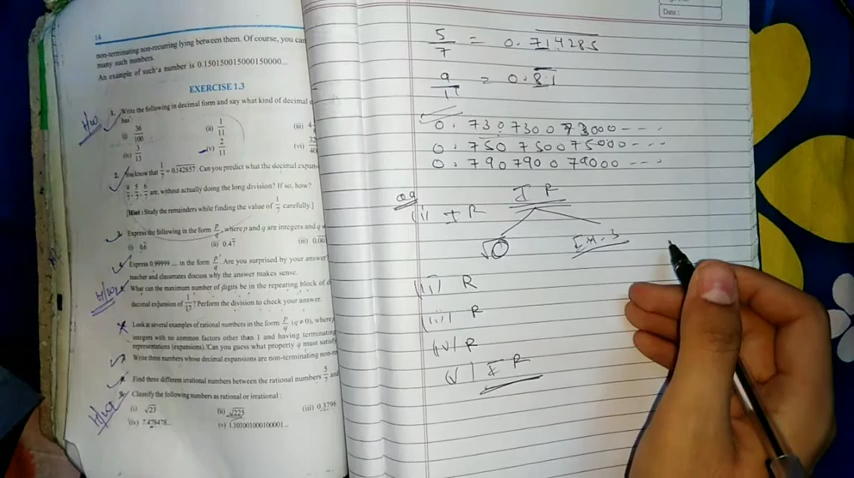 14
non-terminating non-recurring lying between them. Of course, you can
many such numbers.
An example of such a number is 0.150150015000150000...
EXERCISE 1.3
H/W
1. Write the following in decimal form and say what kind of decimal
has :
(i) 36/100 (ii) 1/11 (iii)
(iv) 3/13 (v) 2/11 (vi)
2. You know that 1/7 = 0.142857. Can you predict what the decimal
are, without actually doing the long division? If so, how?
[Hint : Study the remainders while finding the value of 1/7 carefully.]
3. Express the following in the form p/q, where p and q are integers and q
(i) 0.6 (ii) 0.47 (iii)
4. Express 0.99999 .... in the form p/q. Are you surprised by your answer
teacher and classmates discuss why the answer makes sense.
H/W
What can the maximum number of digits be in the repeating block of
decimal expansion of 1/17? Perform the division to check your answer.
Look at several examples of rational numbers in the form p/q (q ≠ 0), where
integers with no common factors other than 1 and having terminating
representations (expansions). Can you guess what property q must satisfy
Write three numbers whose decimal expansions are non-terminating
Find three different irrational numbers between the rational numbers 5/7
H/W
9. Classify the following numbers as rational or irrational :
(i) √23 (ii) √225 (iii) 0.3796
(iv) 7.478478... (v) 1.101001000100001...
Date :
5/7 = 0.714285
9/11 = 0.81
0.730730073000----
0.750750075000---
0.790790079000---
Q9
(i) I R
I R
(ii) R
(iii) R
(iv) R
(v) I R